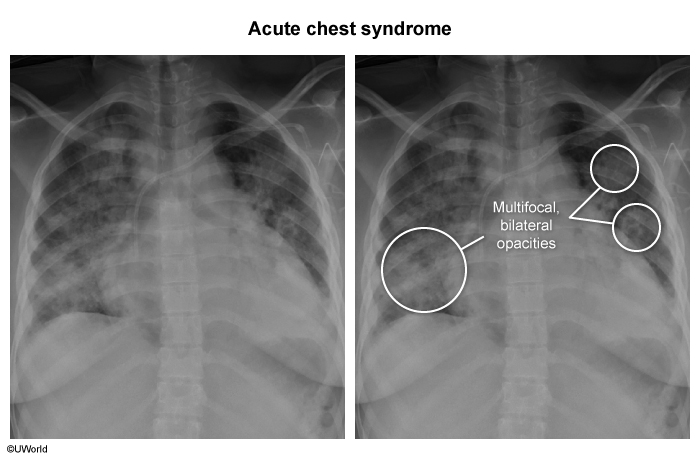 Acute chest syndrome
Multifocal,
bilateral
opacities
©UWorld